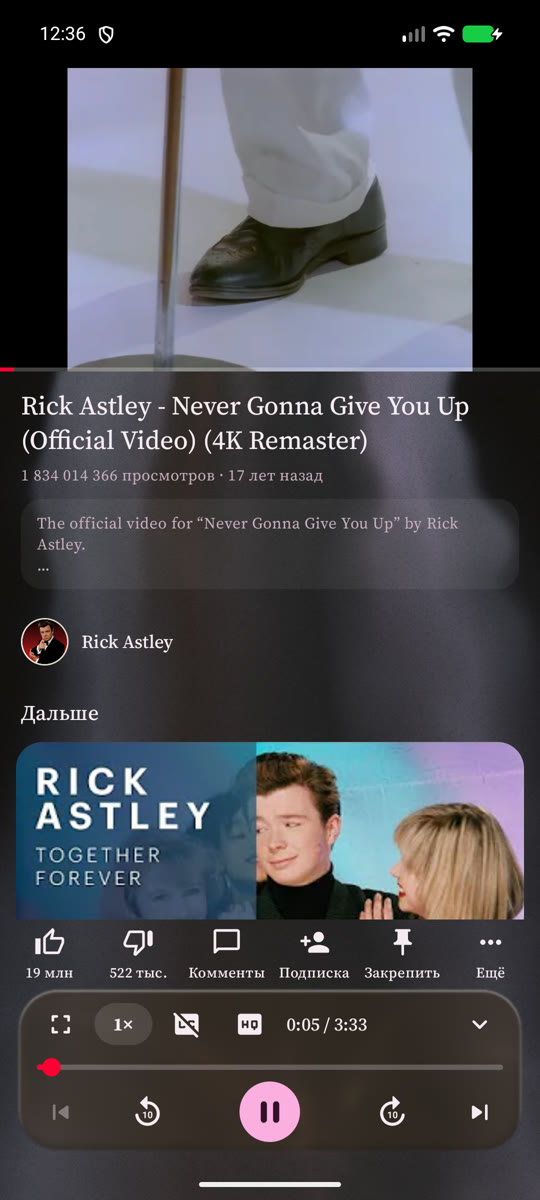 12:36
Rick Astley - Never Gonna Give You Up
(Official Video) (4K Remaster)
1 834 014 366 просмотров · 17 лет назад
The official video for “Never Gonna Give You Up” by Rick
Astley.
...
Rick Astley
Дальше
RICK
ASTLEY
TOGETHER
FOREVER
19 млн 522 тыс. Комменты Подписка Закрепить Ещё
1× CC HQ 0:05 / 3:33
10 10